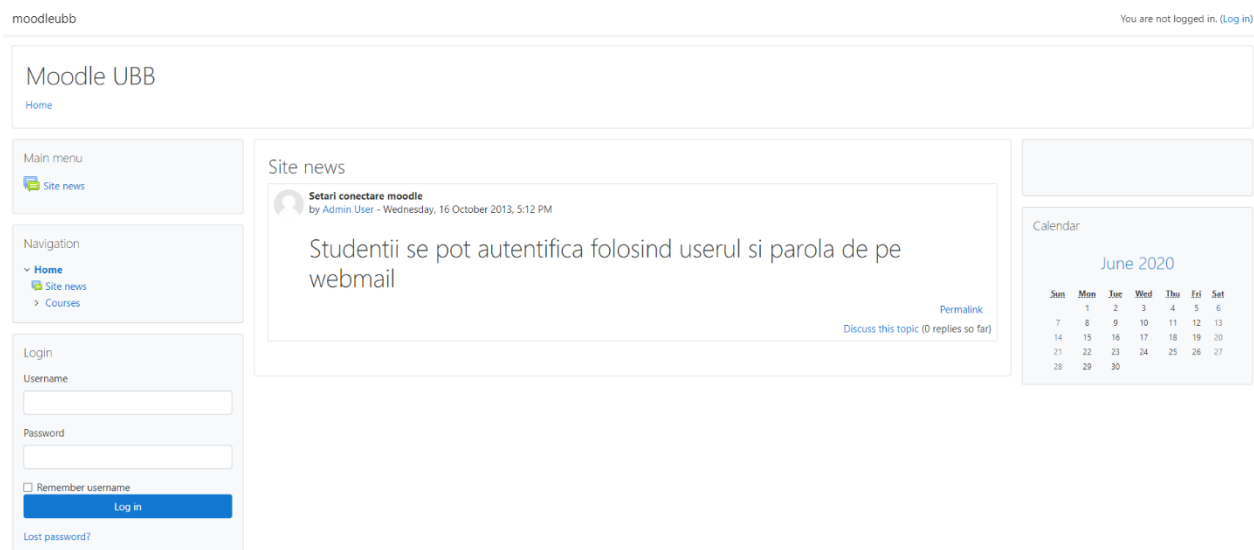 moodleubb
You are not logged in. (Log in)
Moodle UBB
Home
Main menu
Site news
Navigation
Home
Site news
Courses
Login
Username
Password
Remember username
Log in
Lost password?
Site news
Setari conectare moodle
by Admin User - Wednesday, 16 October 2013, 5:12 PM
Studentii se pot autentifica folosind userul si parola de pe
webmail
Permalink
Discuss this topic (0 replies so far)
Calendar
June 2020
Sun Mon Tue Wed Thu Fri Sat
1 2 3 4 5 6
7 8 9 10 11 12 13
14 15 16 17 18 19 20
21 22 23 24 25 26 27
28 29 30